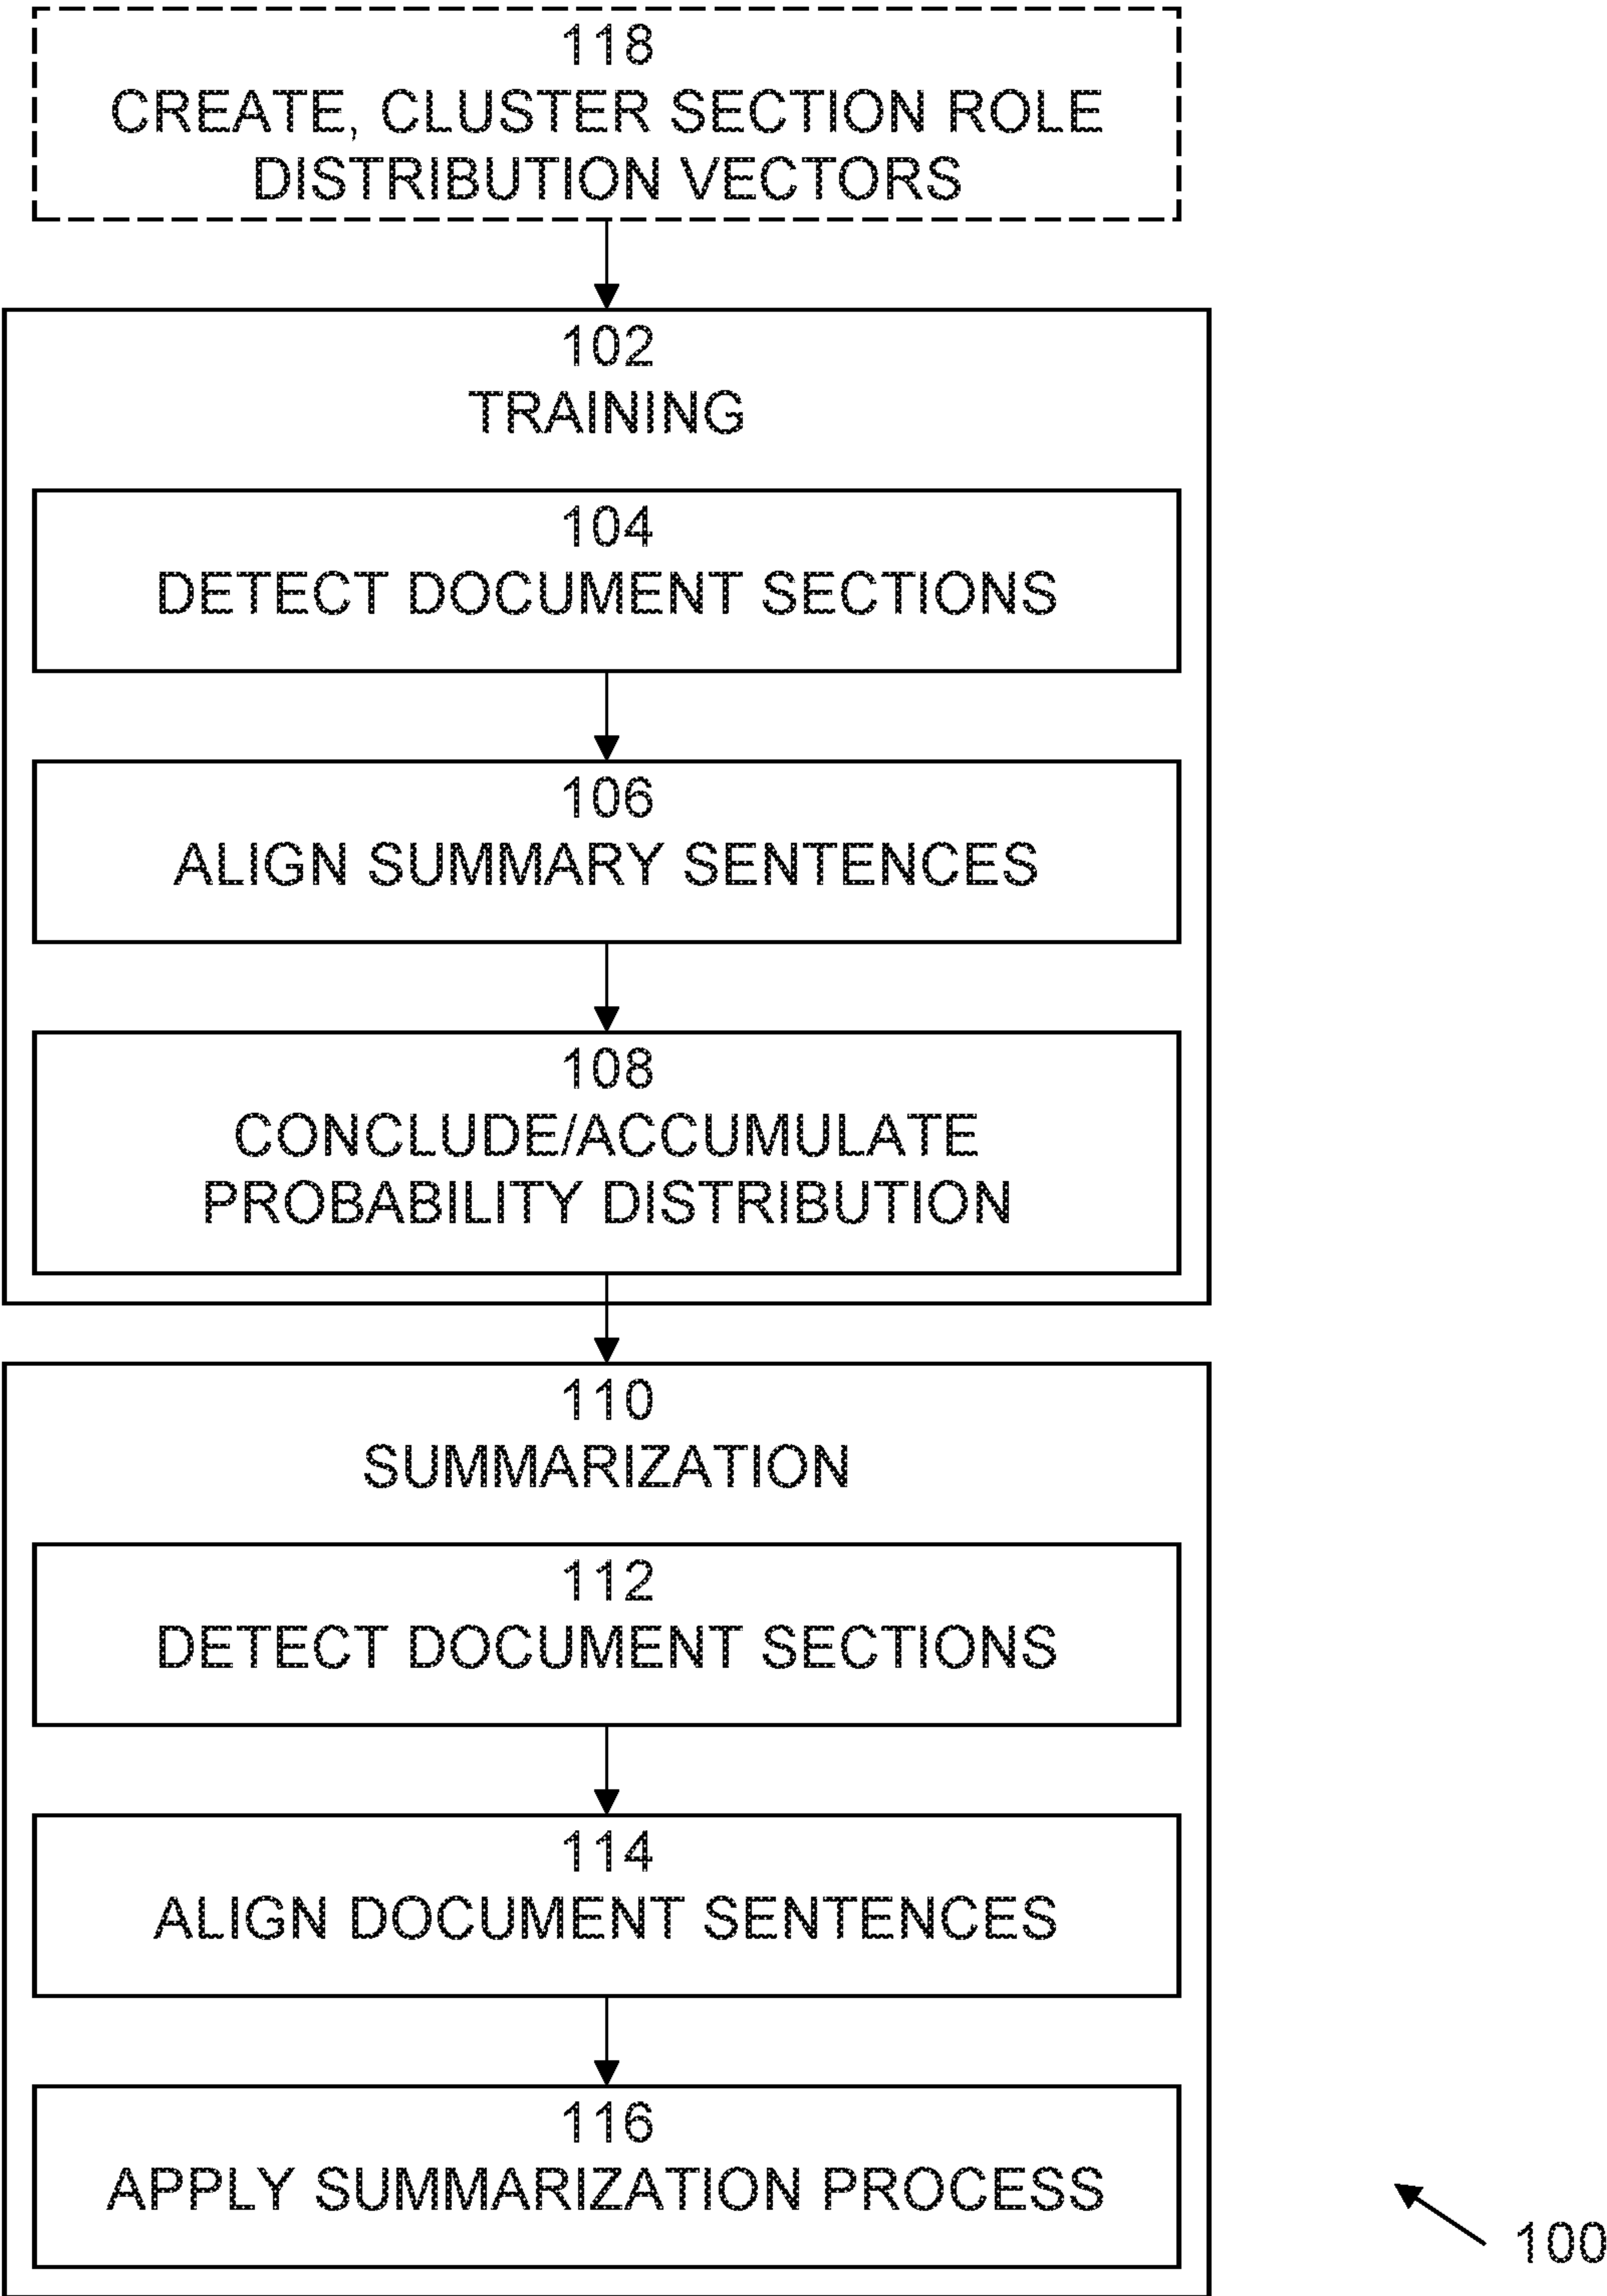 118
CREATE, CLUSTER SECTION ROLE
DISTRIBUTION VECTORS
102
TRAINING
104
DETECT DOCUMENT SECTIONS
106
ALIGN SUMMARY SENTENCES
108
CONCLUDE/ACCUMULATE
PROBABILITY DISTRIBUTION
110
SUMMARIZATION
112
DETECT DOCUMENT SECTIONS
114
ALIGN DOCUMENT SENTENCES
116
APPLY SUMMARIZATION PROCESS
100